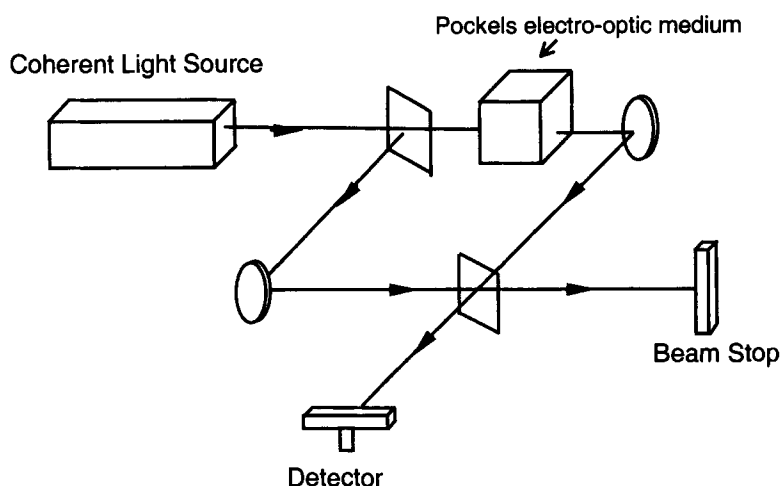 Pockels electro-optic medium
Coherent Light Source
Beam Stop
Detector